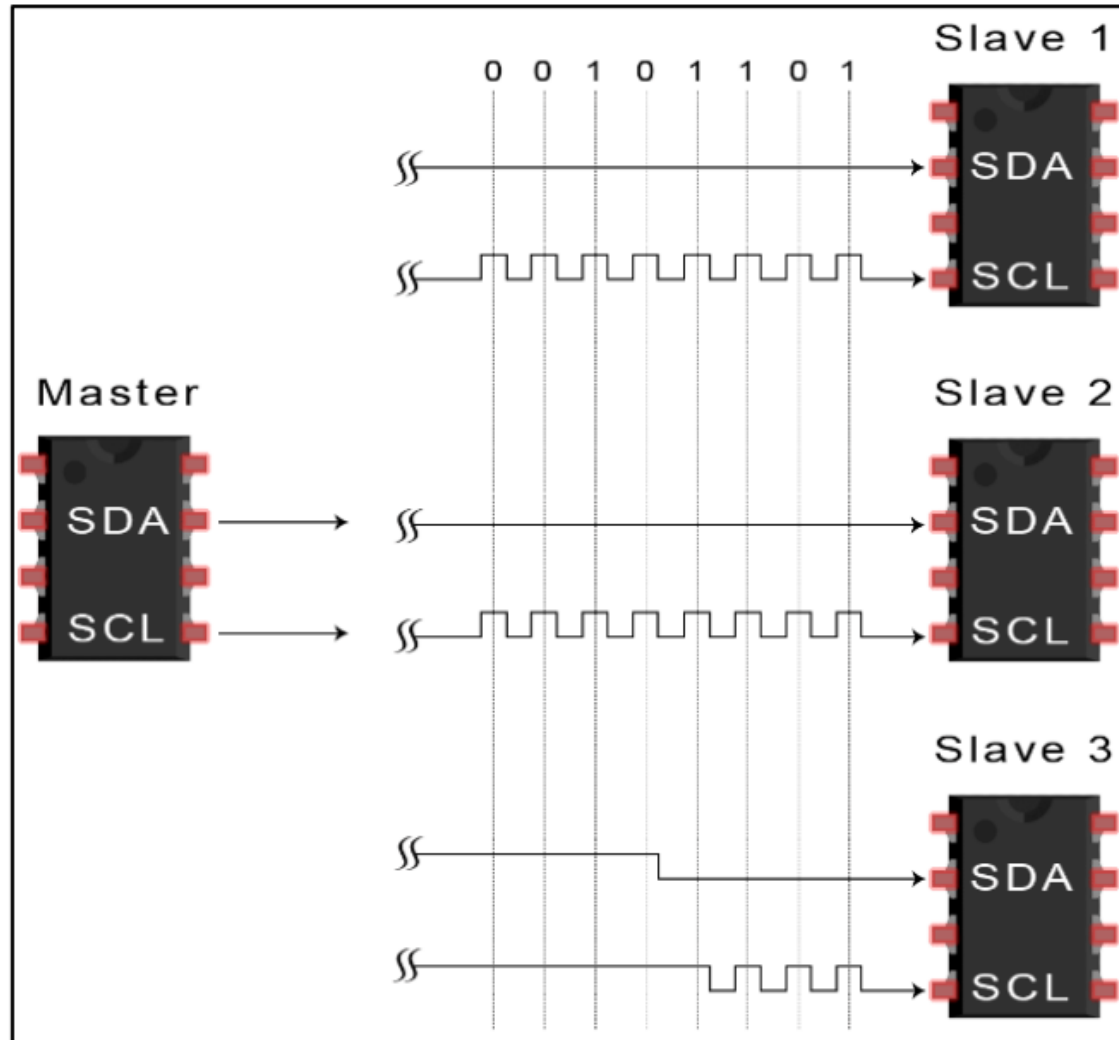 Slave 1
0 0 1 0 1 1 0 1
SDA
SCL
Master
SDA
SCL
Slave 2
SDA
SCL
Slave 3
SDA
SCL